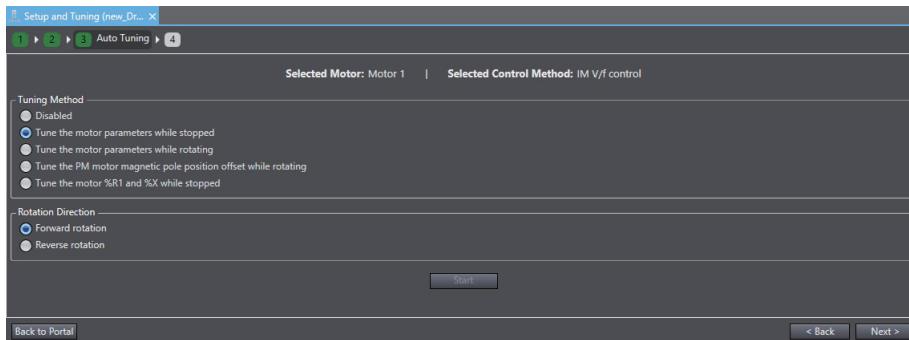 Setup and Tuning (new_Dr... ×
1 2 3 Auto Tuning 4
Selected Motor: Motor 1 | Selected Control Method: IM V/f control
Tuning Method
Disabled
Tune the motor parameters while stopped
Tune the motor parameters while rotating
Tune the PM motor magnetic pole position offset while rotating
Tune the motor %R1 and %X while stopped
Rotation Direction
Forward rotation
Reverse rotation
Start
Back to Portal < Back Next >